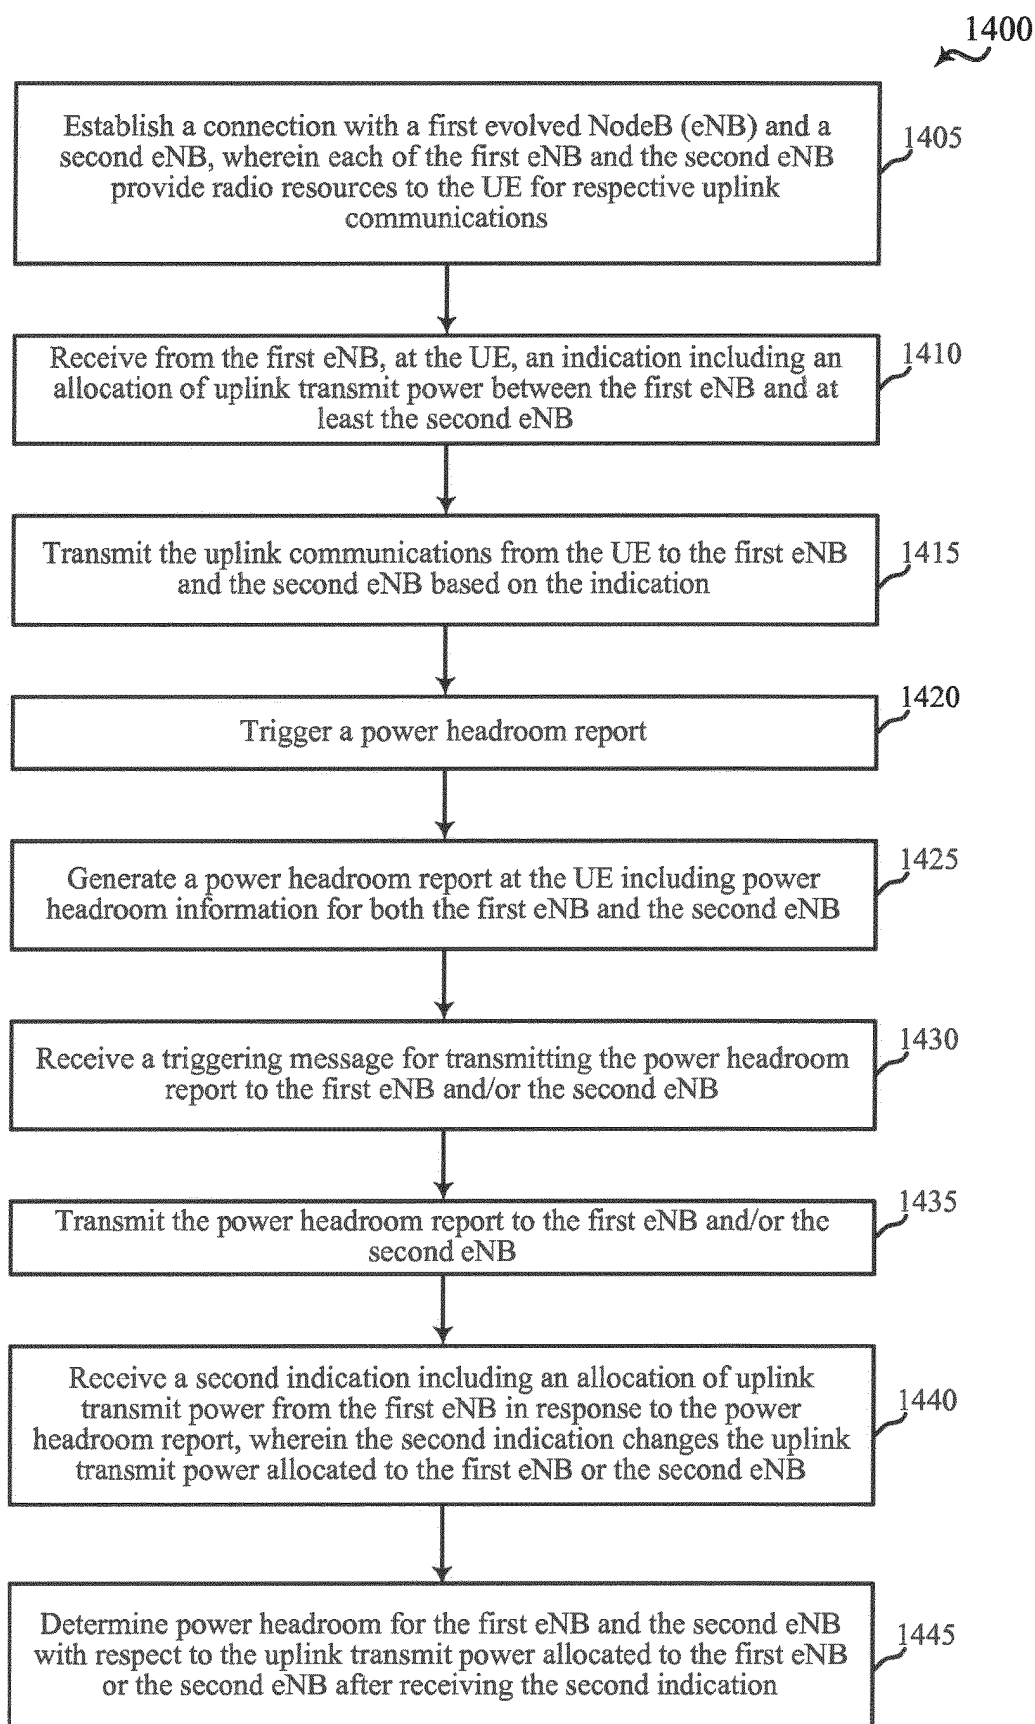 1400
Establish a connection with a first evolved NodeB (eNB) and a
second eNB, wherein each of the first eNB and the second eNB
provide radio resources to the UE for respective uplink
communications
1405
Receive from the first eNB, at the UE, an indication including an
allocation of uplink transmit power between the first eNB and at
least the second eNB
1410
Transmit the uplink communications from the UE to the first eNB
and the second eNB based on the indication
1415
Trigger a power headroom report
1420
Generate a power headroom report at the UE including power
headroom information for both the first eNB and the second eNB
1425
Receive a triggering message for transmitting the power headroom
report to the first eNB and/or the second eNB
1430
Transmit the power headroom report to the first eNB and/or the
second eNB
1435
Receive a second indication including an allocation of uplink
transmit power from the first eNB in response to the power
headroom report, wherein the second indication changes the uplink
transmit power allocated to the first eNB or the second eNB
1440
Determine power headroom for the first eNB and the second eNB
with respect to the uplink transmit power allocated to the first eNB
or the second eNB after receiving the second indication
1445